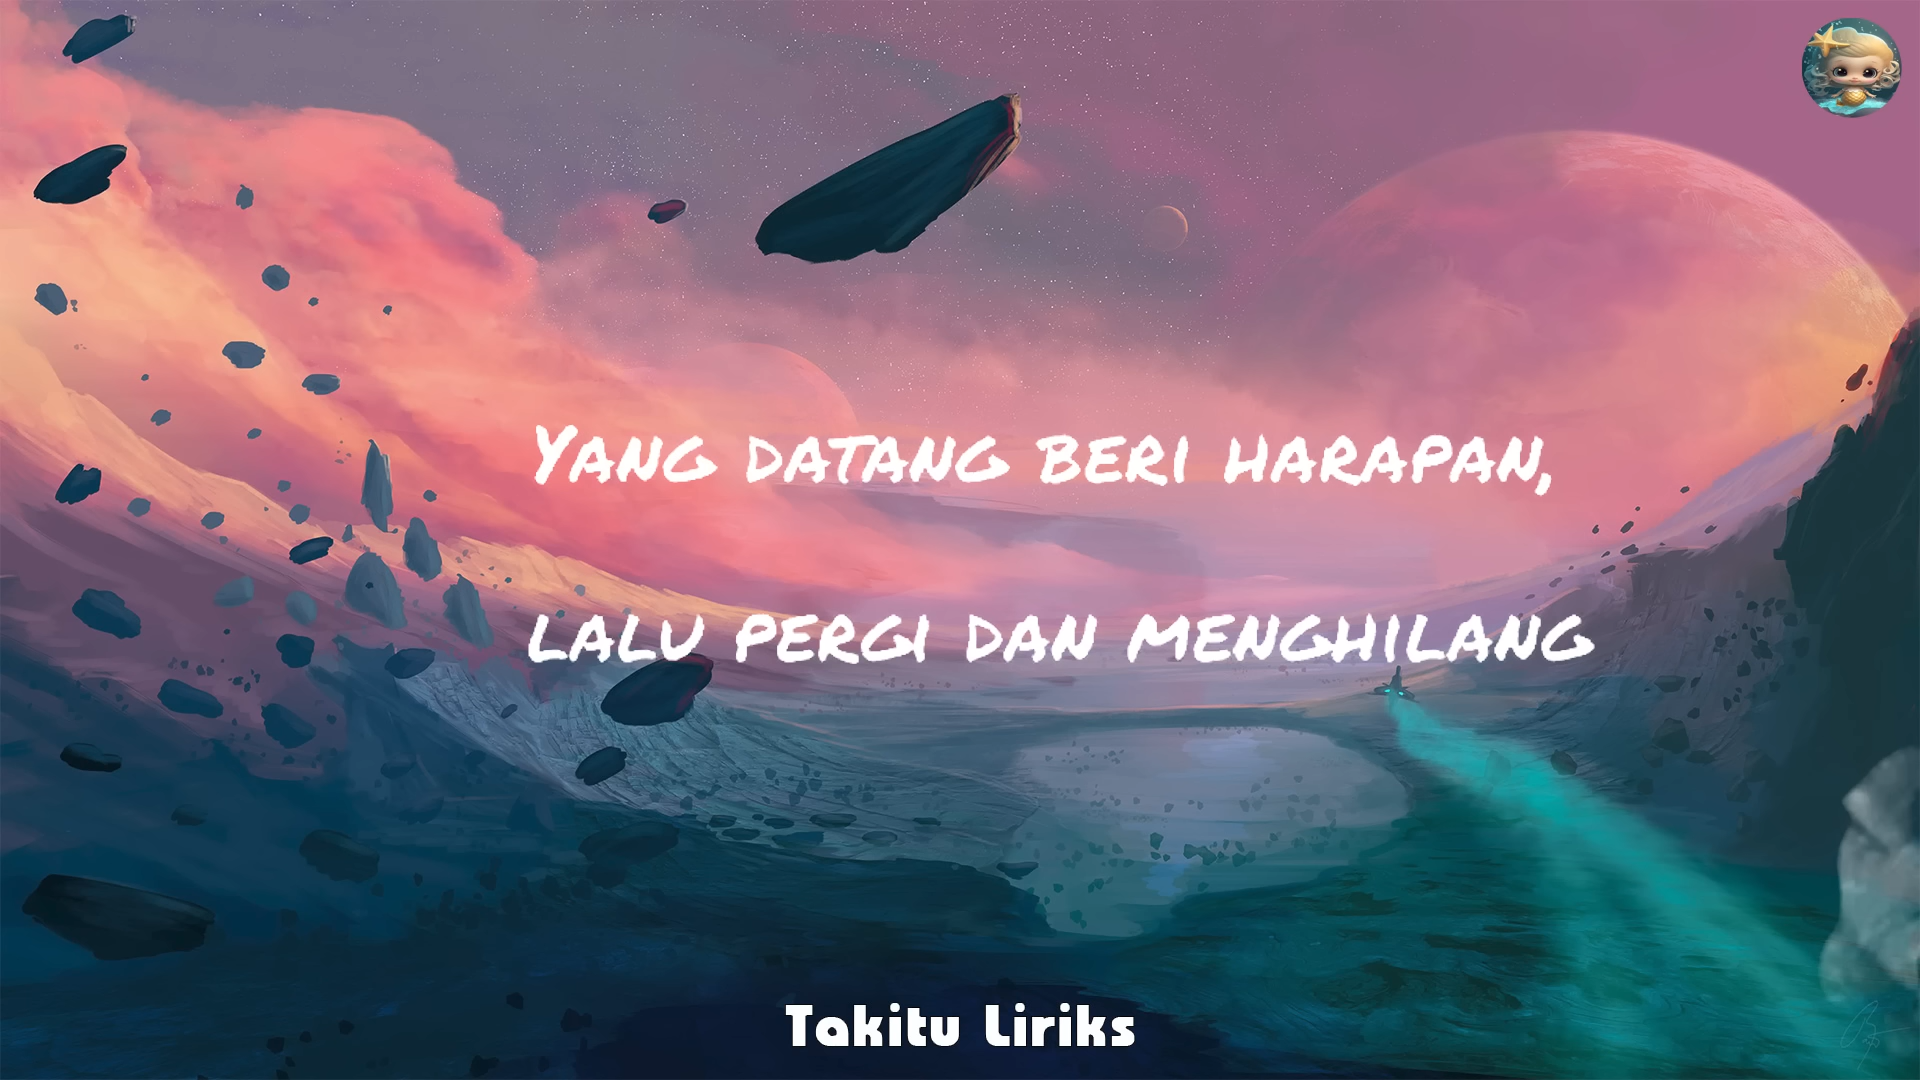 Yang datang beri harapan,
lalu pergi dan menghilang
Takitu Liriks